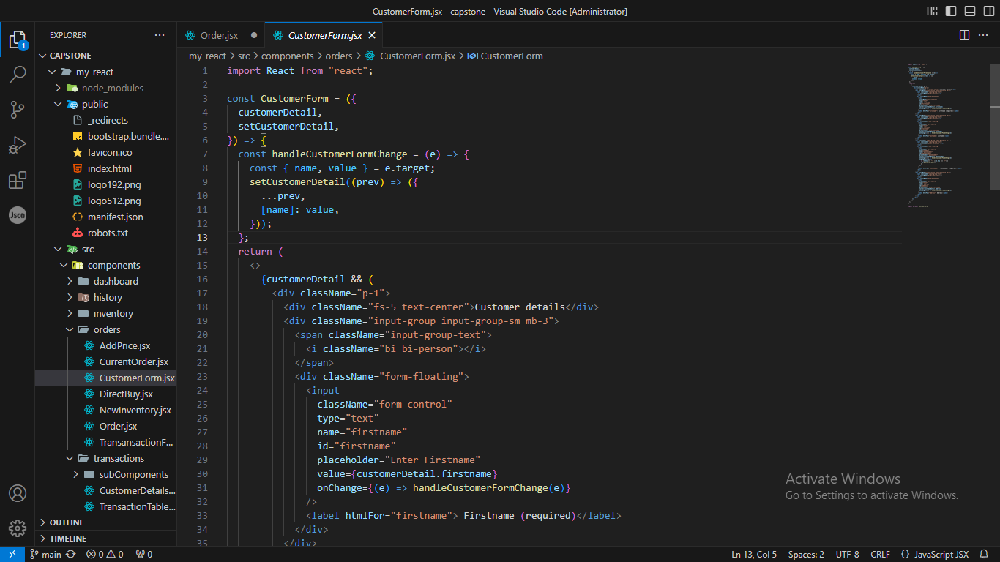 CustomerForm.jsx - capstone - Visual Studio Code [Administrator]
EXPLORER
CAPSTONE
my-react
node_modules
public
_redirects
bootstrap.bundle....
favicon.ico
index.html
logo192.png
logo512.png
manifest.json
robots.txt
src
components
dashboard
history
inventory
orders
AddPrice.jsx
CurrentOrder.jsx
CustomerForm.jsx
DirectBuy.jsx
NewInventory.jsx
Order.jsx
TransansactionF...
transactions
subComponents
CustomerDetails...
TransactionTable...
OUTLINE
TIMELINE
1
Json
JS
Order.jsx
CustomerForm.jsx
my-react > src > components > orders > CustomerForm.jsx > CustomerForm
1 import React from "react";
2
3 const CustomerForm = ({
4 customerDetail,
5 setCustomerDetail,
6 }) => {
7 const handleCustomerFormChange = (e) => {
8 const { name, value } = e.target;
9 setCustomerDetail((prev) => ({
10 ...prev,
11 [name]: value,
12 }));
13 };
14 return (
15 <>
16 {customerDetail && (
17 <div className="p-1">
18 <div className="fs-5 text-center">Customer details</div>
19 <div className="input-group input-group-sm mb-3">
20 <span className="input-group-text">
21 <i className="bi bi-person"></i>
22 </span>
23 <div className="form-floating">
24 <input
25 className="form-control"
26 type="text"
27 name="firstname"
28 id="firstname"
29 placeholder="Enter Firstname"
30 value={customerDetail.firstname}
31 onChange={(e) => handleCustomerFormChange(e)}
32 />
33 <label htmlFor="firstname"> Firstname (required)</label>
34 </div>
35 </div>
Activate Windows
Go to Settings to activate Windows.
main 0 0 0 Ln 13, Col 5 Spaces: 2 UTF-8 CRLF {} JavaScript JSX